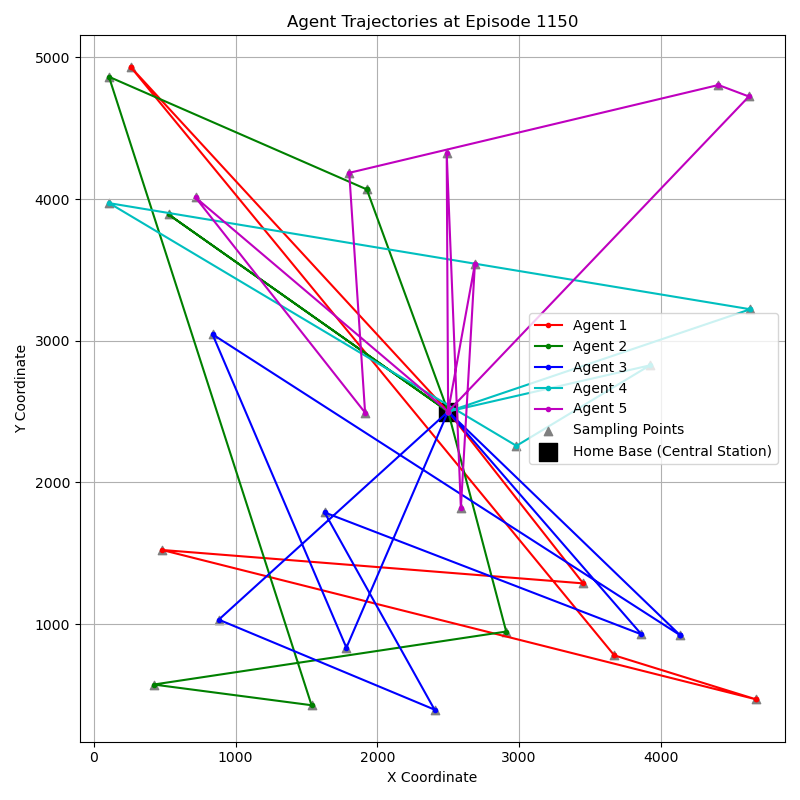 Agent Trajectories at Episode 1150
5000
4000
3000
2000
1000
Y Coordinate
Agent 1
Agent 2
Agent 3
Agent 4
Agent 5
Sampling Points
Home Base (Central Station)
0
1000
2000
3000
4000
X Coordinate